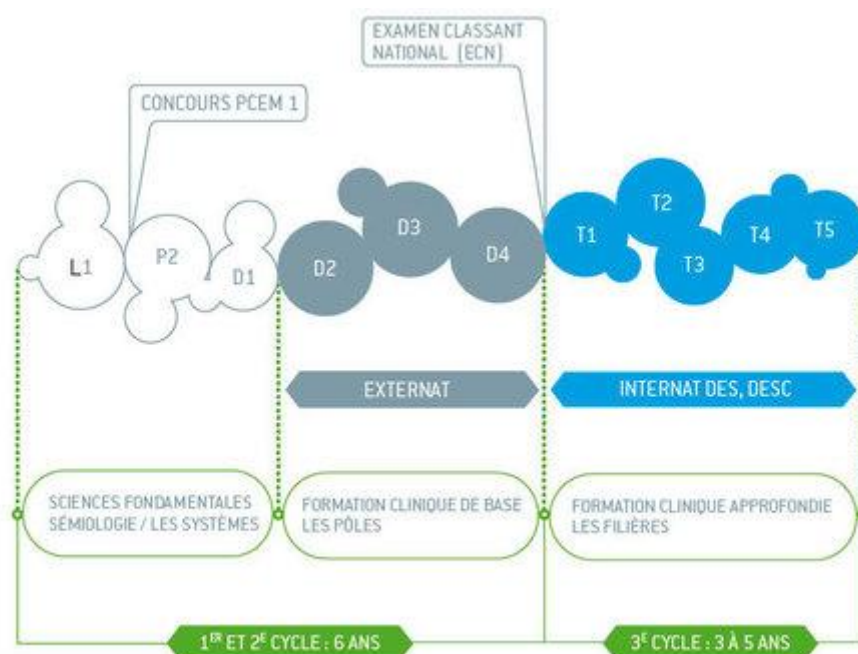 EXAMEN CLASSANT
NATIONAL (ECN)
CONCOURS PCEM 1
L1
P2
D1
D2
D3
D4
T1
T2
T3
T4
T5
EXTERNAT
INTERNAT DES, DESC
SCIENCES FONDAMENTALES
SÉMIOLOGIE / LES SYSTÈMES
FORMATION CLINIQUE DE BASE
LES PÔLES
FORMATION CLINIQUE APPROFONDIE
LES FILIÈRES
1ER ET 2E CYCLE : 6 ANS
3E CYCLE : 3 À 5 ANS